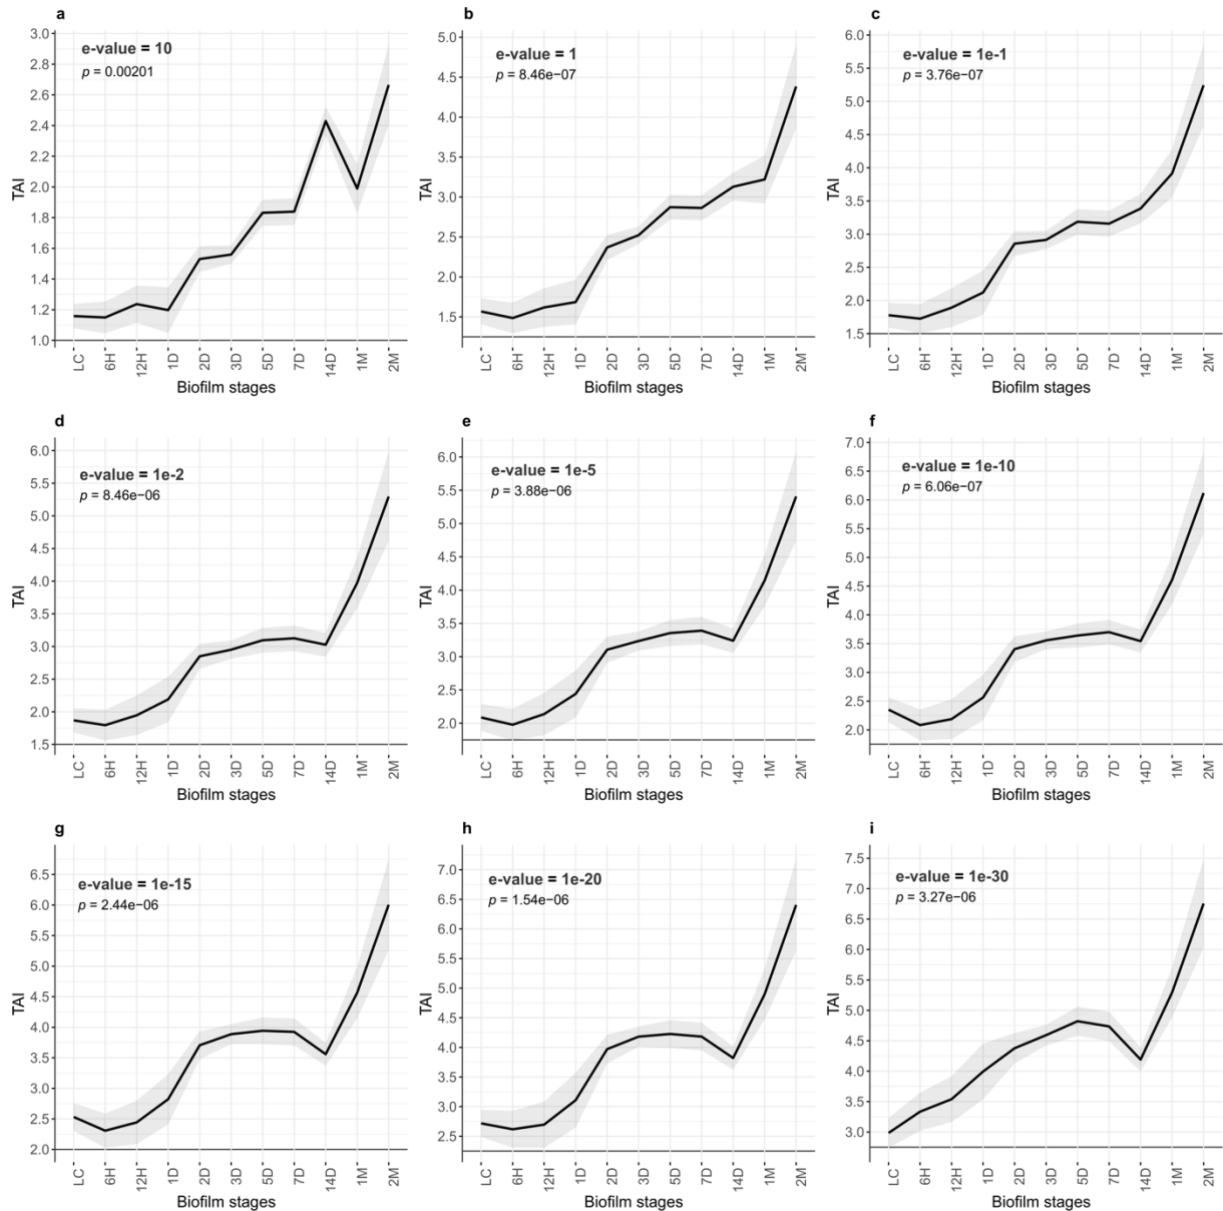 a
e-value = 10
p = 0.00201
3.0
2.8
2.6
2.4
2.2
2.0
1.8
1.6
1.4
1.2
1.0
TAI
LC 6H 12H 1D 2D 3D 5D 7D 14D 1M 2M
Biofilm stages
b
e-value = 1
p = 8.46e−07
5.0
4.5
4.0
3.5
3.0
2.5
2.0
1.5
TAI
LC 6H 12H 1D 2D 3D 5D 7D 14D 1M 2M
Biofilm stages
c
e-value = 1e-1
p = 3.76e−07
6.0
5.5
5.0
4.5
4.0
3.5
3.0
2.5
2.0
1.5
TAI
LC 6H 12H 1D 2D 3D 5D 7D 14D 1M 2M
Biofilm stages
d
e-value = 1e-2
p = 8.46e−06
6.0
5.5
5.0
4.5
4.0
3.5
3.0
2.5
2.0
1.5
TAI
LC 6H 12H 1D 2D 3D 5D 7D 14D 1M 2M
Biofilm stages
e
e-value = 1e-5
p = 3.88e−06
6.0
5.5
5.0
4.5
4.0
3.5
3.0
2.5
2.0
TAI
LC 6H 12H 1D 2D 3D 5D 7D 14D 1M 2M
Biofilm stages
f
e-value = 1e-10
p = 6.06e−07
7.0
6.5
6.0
5.5
5.0
4.5
4.0
3.5
3.0
2.5
2.0
TAI
LC 6H 12H 1D 2D 3D 5D 7D 14D 1M 2M
Biofilm stages
g
e-value = 1e-15
p = 2.44e−06
6.5
6.0
5.5
5.0
4.5
4.0
3.5
3.0
2.5
2.0
TAI
LC 6H 12H 1D 2D 3D 5D 7D 14D 1M 2M
Biofilm stages
h
e-value = 1e-20
p = 1.54e−06
7.0
6.5
6.0
5.5
5.0
4.5
4.0
3.5
3.0
2.5
TAI
LC 6H 12H 1D 2D 3D 5D 7D 14D 1M 2M
Biofilm stages
i
e-value = 1e-30
p = 3.27e−06
7.5
7.0
6.5
6.0
5.5
5.0
4.5
4.0
3.5
3.0
TAI
LC 6H 12H 1D 2D 3D 5D 7D 14D 1M 2M
Biofilm stages